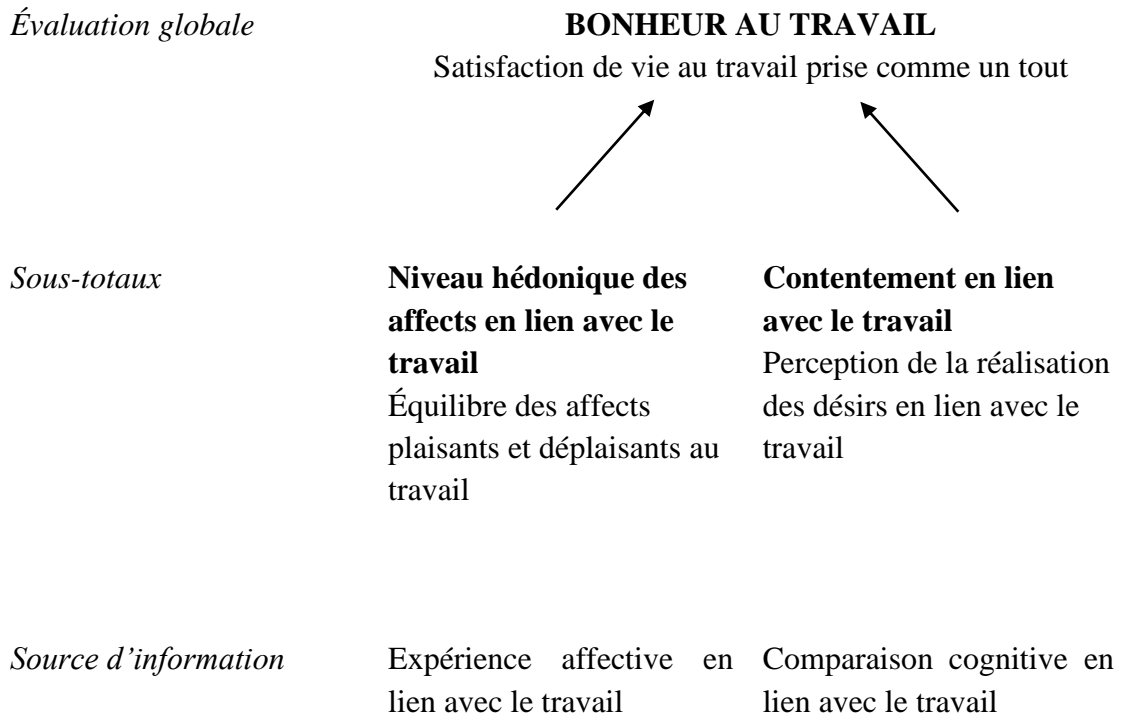 Évaluation globale
BONHEUR AU TRAVAIL
Satisfaction de vie au travail prise comme un tout
Sous-totaux
Niveau hédonique des
affects en lien avec le
travail
Équilibre des affects
plaisants et déplaisants au
travail
Contentement en lien
avec le travail
Perception de la réalisation
des désirs en lien avec le
travail
Source d’information
Expérience affective en
lien avec le travail
Comparaison cognitive en
lien avec le travail